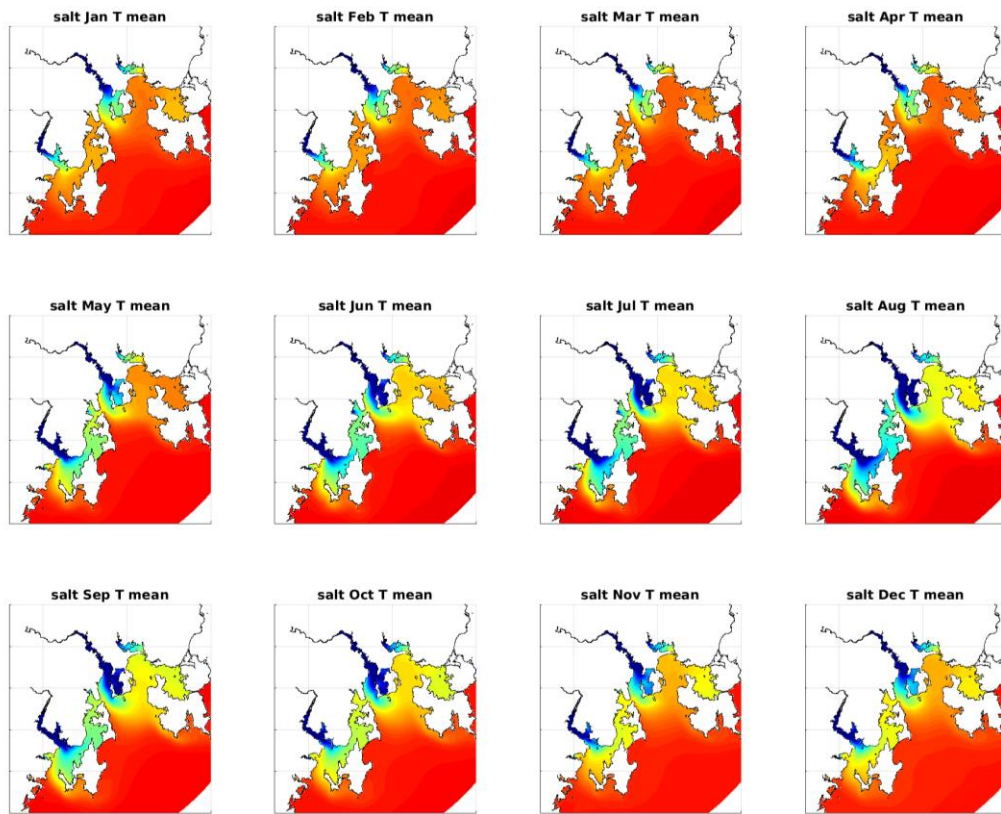 salt Jan T mean
salt Feb T mean
salt Mar T mean
salt Apr T mean
salt May T mean
salt Jun T mean
salt Jul T mean
salt Aug T mean
salt Sep T mean
salt Oct T mean
salt Nov T mean
salt Dec T mean